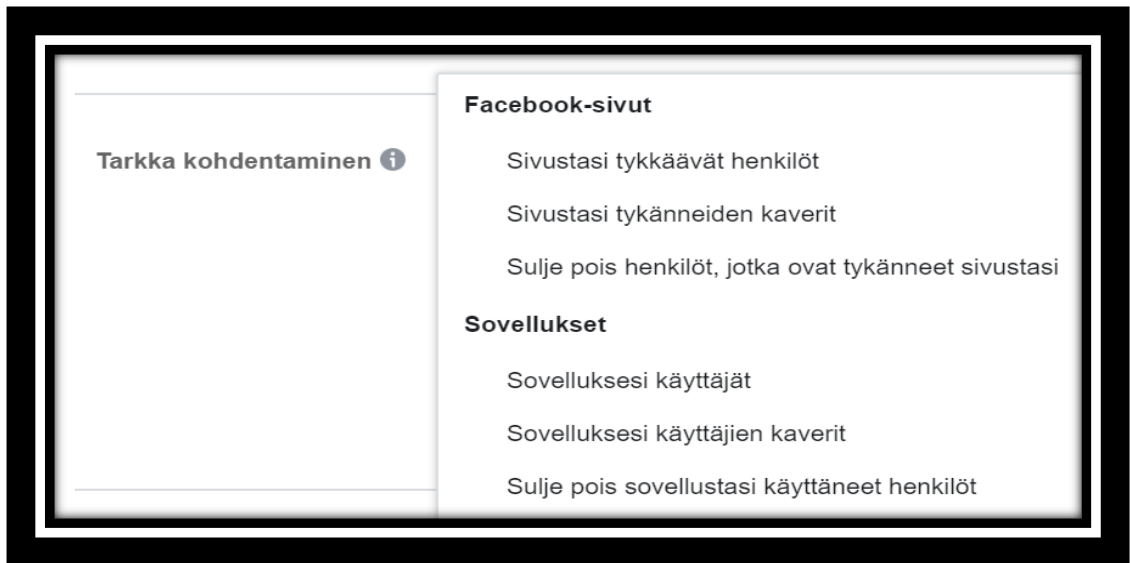 Facebook-sivut
Tarkka kohdentaminen
Sivustasi tykkäävät henkilöt
Sivustasi tykänneiden kaverit
Sulje pois henkilöt, jotka ovat tykänneet sivustasi
Sovellukset
Sovelluksesi käyttäjät
Sovelluksesi käyttäjien kaverit
Sulje pois sovellustasi käyttäneet henkilöt